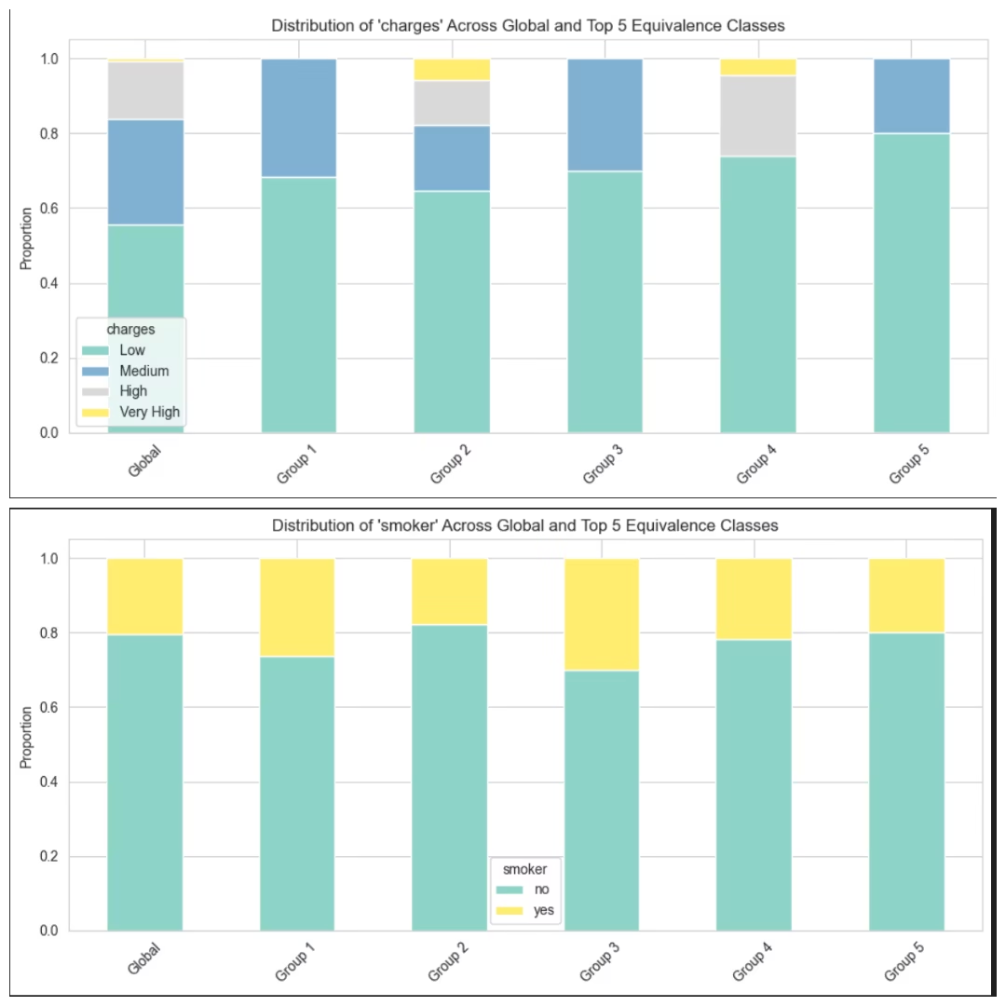 Distribution of 'charges' Across Global and Top 5 Equivalence Classes
Proportion
1.0
0.8
0.6
0.4
0.2
0.0
charges
Low
Medium
High
Very High
Global
Group 1
Group 2
Group 3
Group 4
Group 5
Distribution of 'smoker' Across Global and Top 5 Equivalence Classes
Proportion
1.0
0.8
0.6
0.4
0.2
0.0
smoker
no
yes
Global
Group 1
Group 2
Group 3
Group 4
Group 5